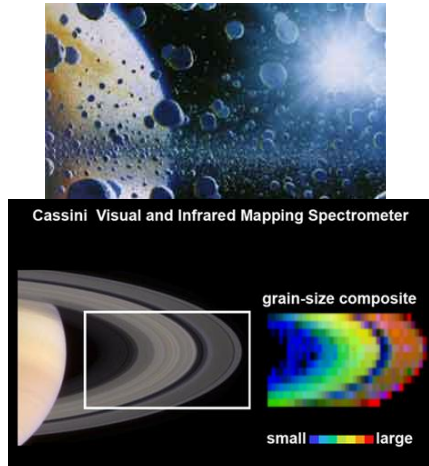 Cassini Visual and Infrared Mapping Spectrometer
grain-size composite
small large